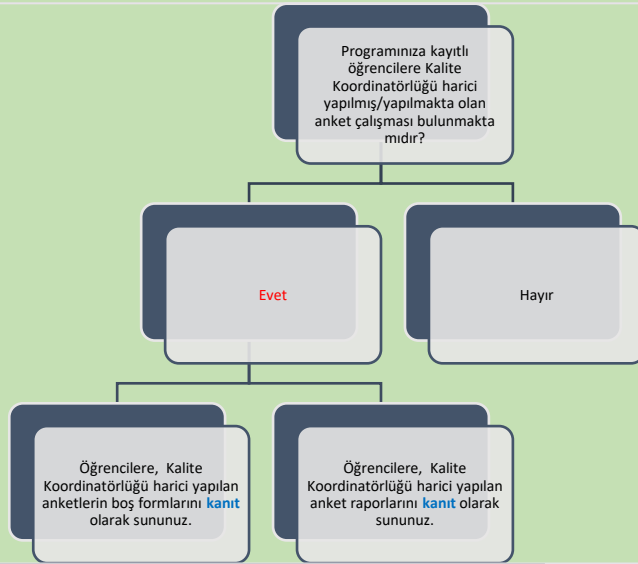 Programınıza kayıtlı
öğrencilere Kalite
Koordinatörlüğü harici
yapılmış/yapılmakta olan
anket çalışması bulunmakta
mıdır?
Evet
Hayır
Öğrencilere, Kalite
Koordinatörlüğü harici yapılan
anketlerin boş formlarını kanıt
olarak sununuz.
Öğrencilere, Kalite
Koordinatörlüğü harici yapılan
anket raporlarını kanıt olarak
sununuz.